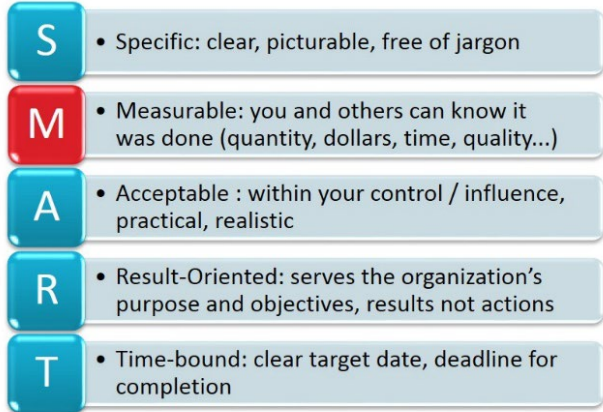 S
• Specific: clear, picturable, free of jargon
M
• Measurable: you and others can know it
was done (quantity, dollars, time, quality...)
A
• Acceptable : within your control / influence,
practical, realistic
R
• Result-Oriented: serves the organization’s
purpose and objectives, results not actions
T
• Time-bound: clear target date, deadline for
completion